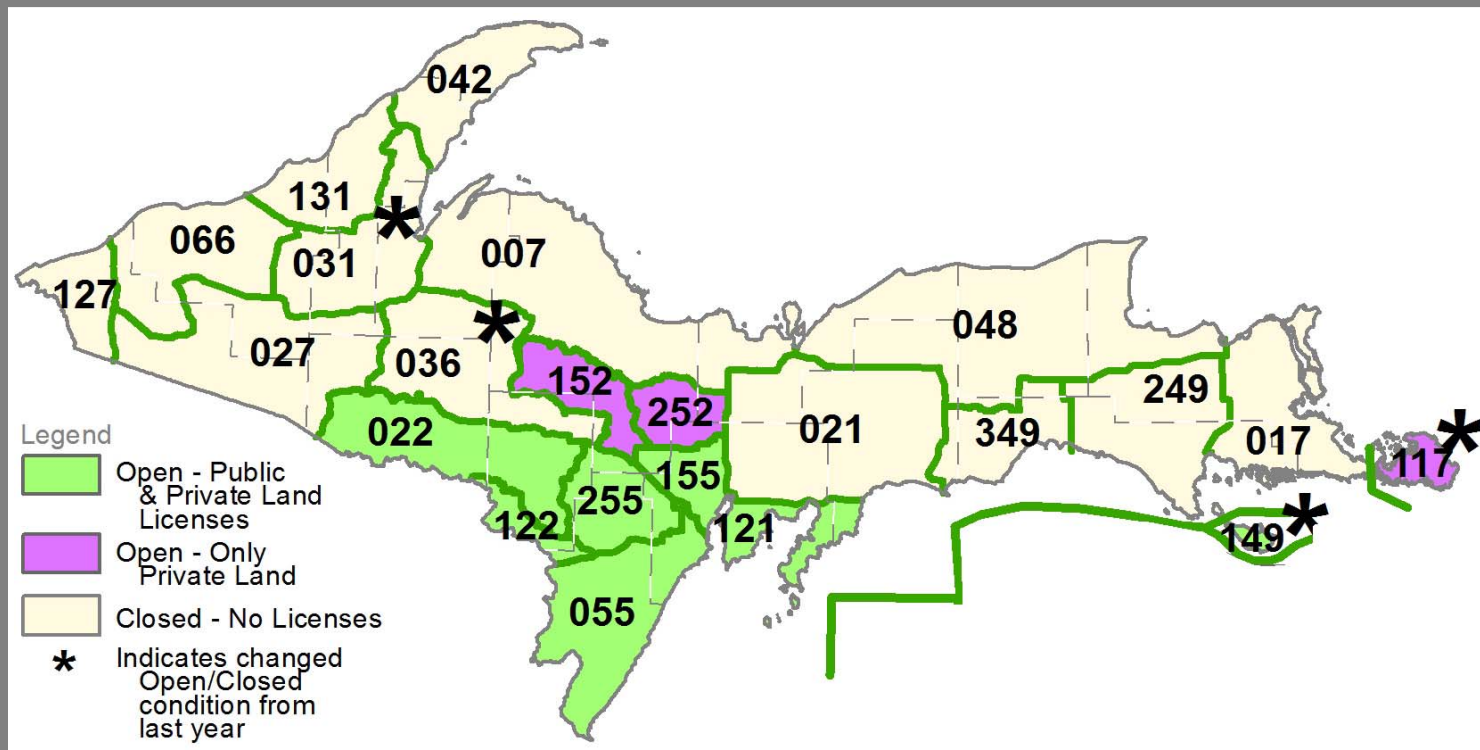 042
131
*
066
007
031
127
*
048
027
036
152
249
252
022
021
349
017
*
117
Legend
Open - Public
& Private Land
Licenses
155
255
*
122
121
149
Open - Only
Private Land
055
Closed - No Licenses
* Indicates changed
Open/Closed
condition from
last year